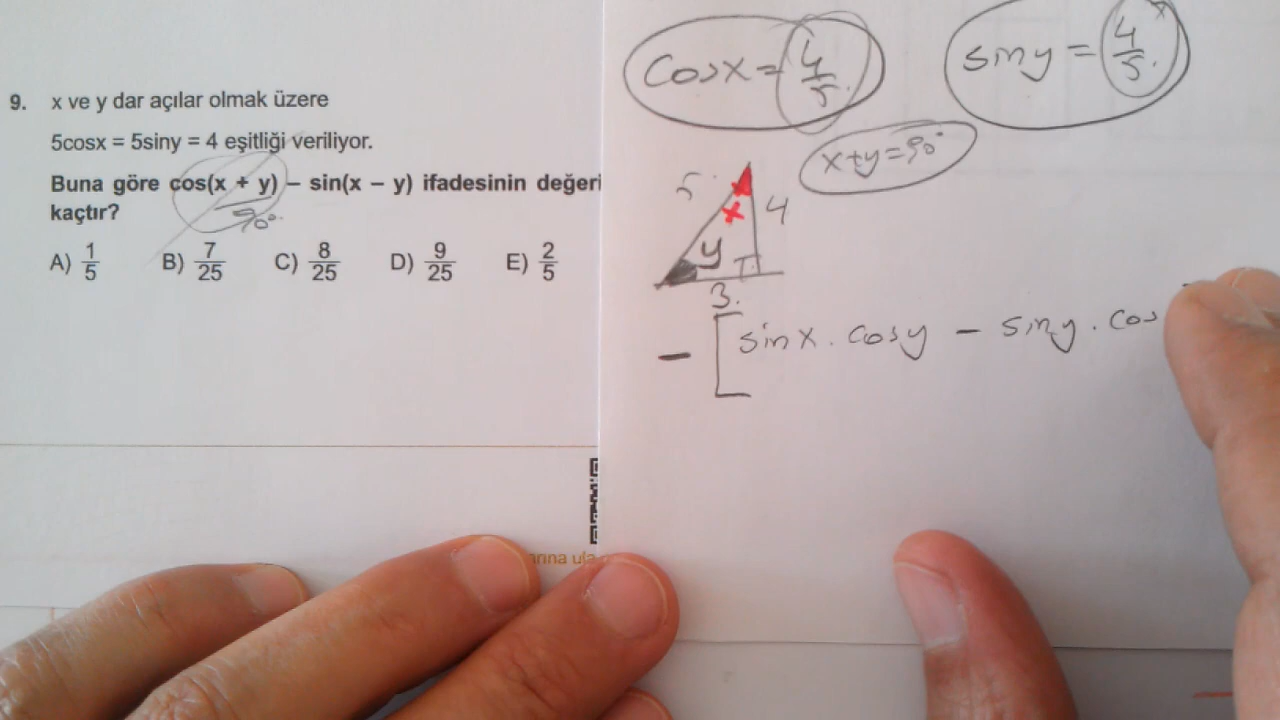 9. x ve y dar açılar olmak üzere
5cosx = 5siny = 4 eşitliği veriliyor.
Buna göre cos(x + y) – sin(x – y) ifadesinin değeri
90°
kaçtır?
A) 1/5 B) 7/25 C) 8/25 D) 9/25 E) 2/5
cosx = 4/5
siny = 4/5
x+y=90°
5
x
4
y
3
- [sinx . cosy - siny . cos